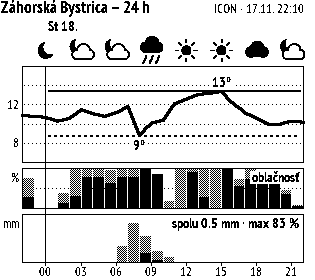 Záhorská Bystrica – 24 h
ICON · 17.11. 22:10
St 18.
13°
12
8
9°
%
oblačnosť
mm
spolu 0.5 mm · max 83 %
00 03 06 09 12 15 18 21